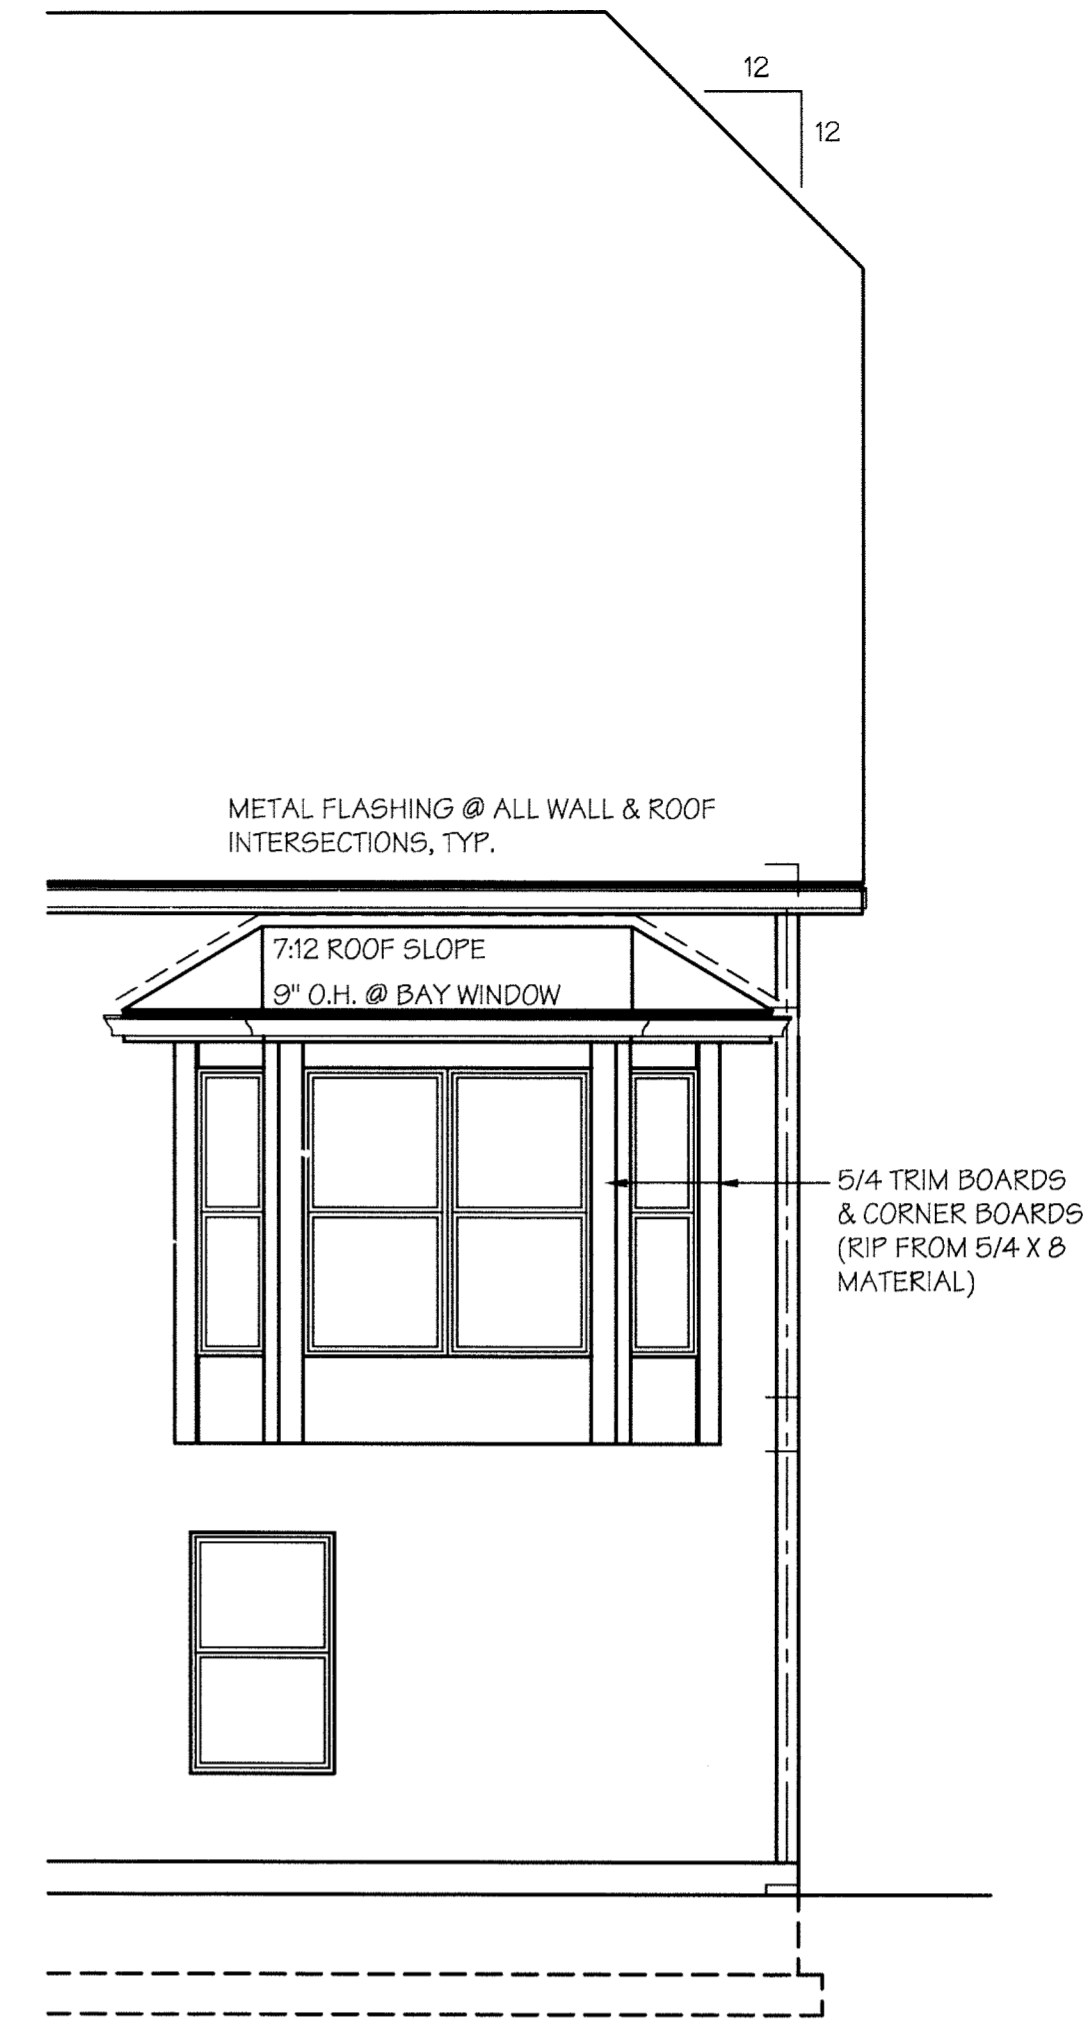 12
12
METAL FLASHING @ ALL WALL & ROOF
INTERSECTIONS, TYP.
7:12 ROOF SLOPE
9" O.H. @ BAY WINDOW
5/4 TRIM BOARDS
& CORNER BOARDS
(RIP FROM 5/4 X 8
MATERIAL)